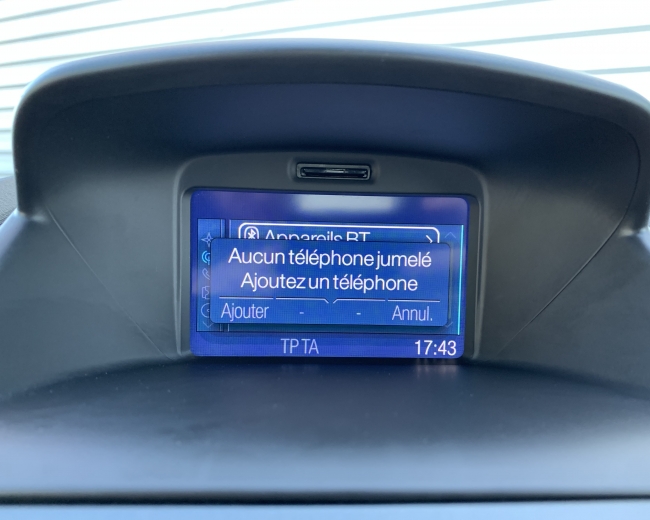 Appareils BT
Aucun téléphone jumelé
Ajoutez un téléphone
Ajouter - - Annul.
TP TA 17:43